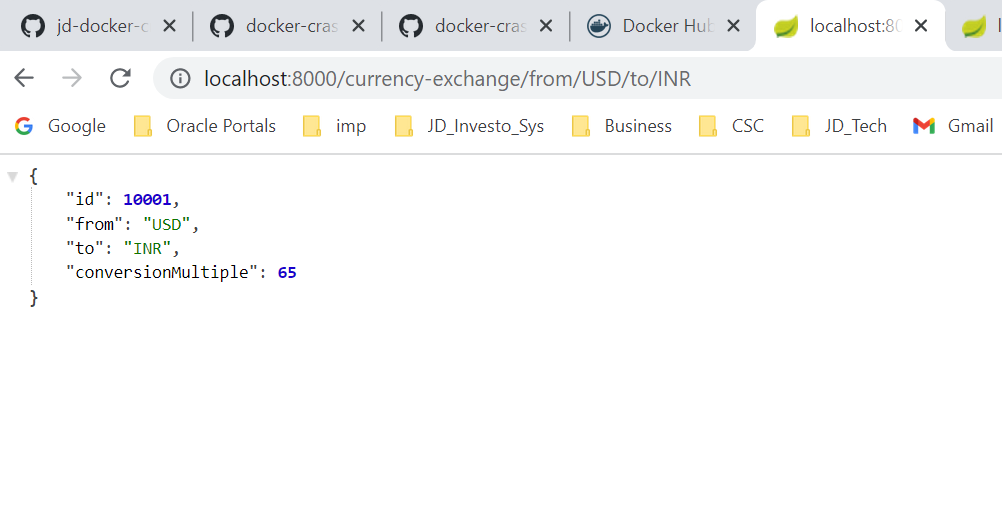 jd-docker-c
docker-cras
docker-cras
Docker Hub
localhost:80
localhost:8000/currency-exchange/from/USD/to/INR
Google Oracle Portals imp JD_Investo_Sys Business CSC JD_Tech Gmail
{
"id": 10001,
"from": "USD",
"to": "INR",
"conversionMultiple": 65
}